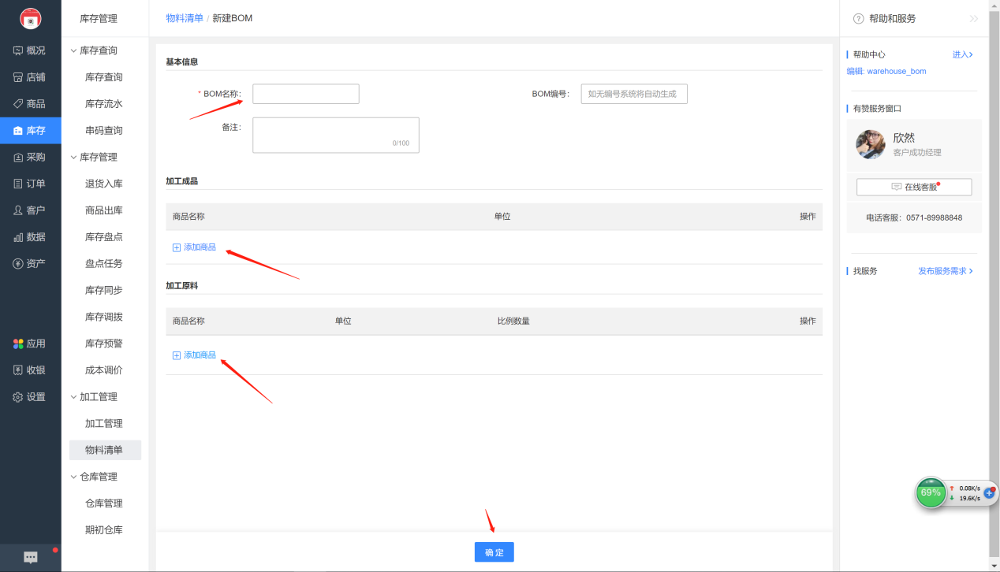 库存管理
物料清单 / 新建BOM
帮助和服务
概况
店铺
商品
库存
采购
订单
客户
数据
资产
应用
收银
设置
库存查询
库存查询
库存流水
串码查询
库存管理
退货入库
商品出库
库存盘点
盘点任务
库存同步
库存调拨
库存预警
成本调价
加工管理
加工管理
物料清单
仓库管理
仓库管理
期初仓库
基本信息
* BOM名称:
BOM编号: 如无编号系统将自动生成
备注:
0/100
加工成品
商品名称 单位 操作
添加商品
加工原料
商品名称 单位 比例数量 操作
添加商品
确定
帮助中心 进入
编辑: warehouse_bom
有赞服务窗口
欣然
客户成功经理
在线客服
电话客服: 0571-89988848
找服务 发布服务需求
69%
0.08K/s
19.6K/s